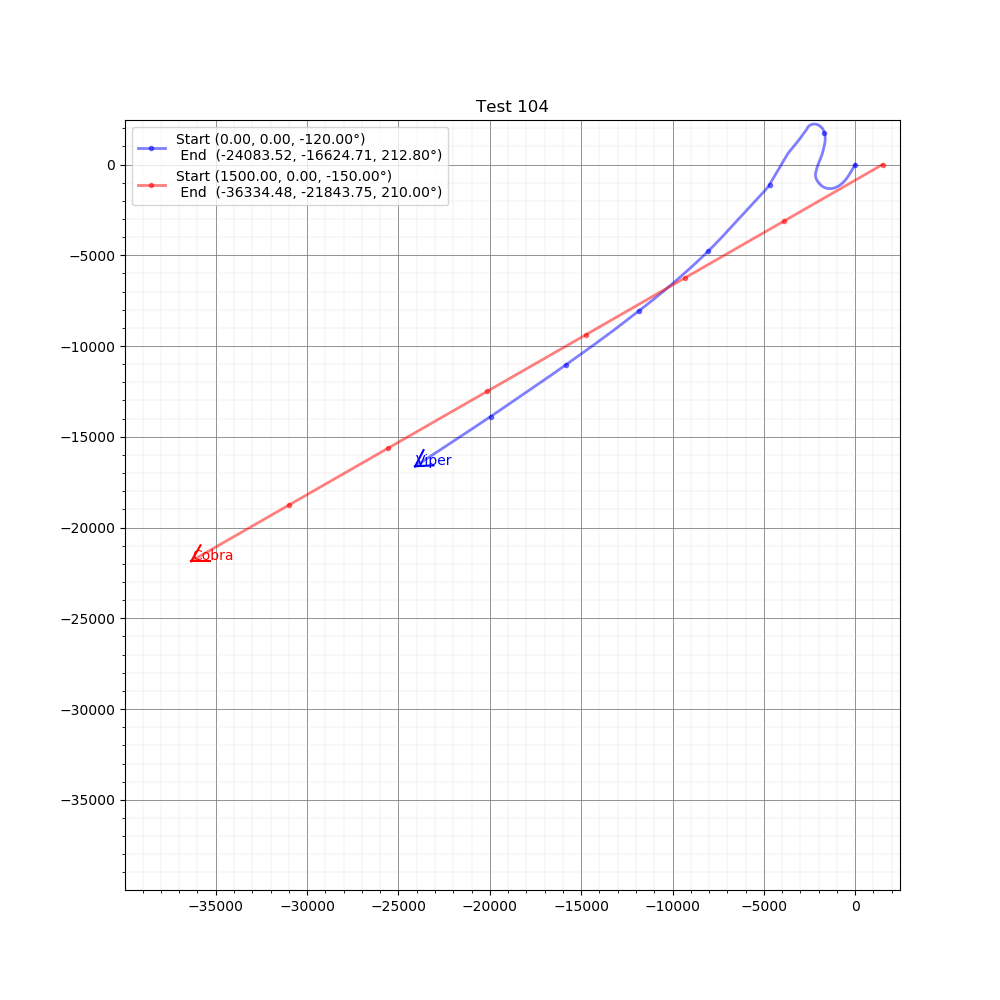 Test 104
Start (0.00, 0.00, -120.00°)
End (-24083.52, -16624.71, 212.80°)
Start (1500.00, 0.00, -150.00°)
End (-36334.48, -21843.75, 210.00°)
0
−5000
−10000
−15000
−20000
−25000
−30000
−35000
Viper
Cobra
−35000 −30000 −25000 −20000 −15000 −10000 −5000 0